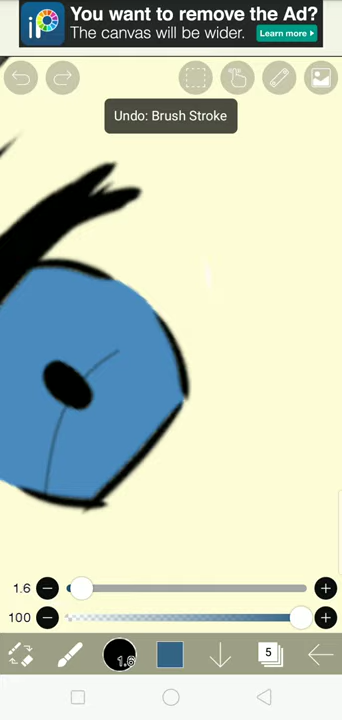 You want to remove the Ad?
The canvas will be wider.
Learn more
iP
Undo: Brush Stroke
1.6
100
1.6
5